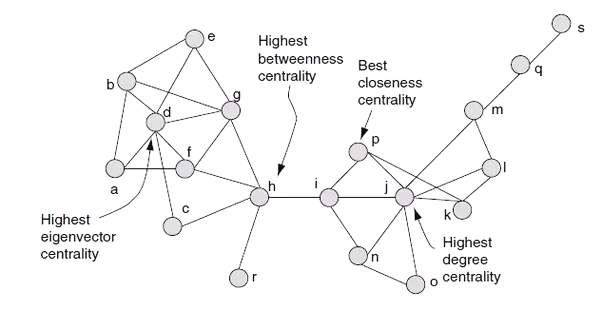 s
e
Highest
betweenness
centrality
q
Best
closeness
centrality
b
g
d
m
p
f
l
a
h
i
j
c
k
Highest
eigenvector
centrality
Highest
degree
centrality
n
r
o